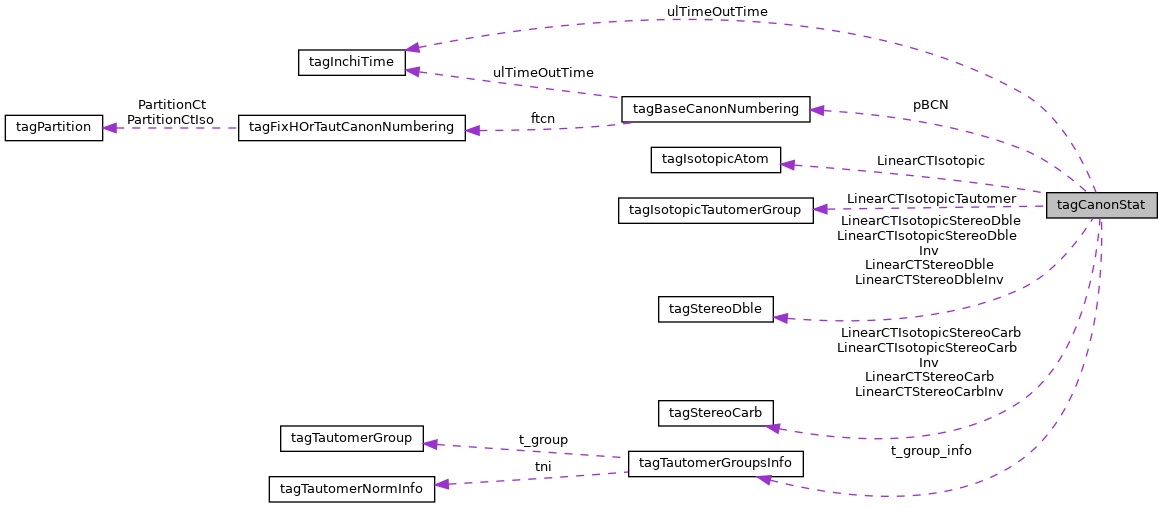 ulTimeOutTime
tagInchiTime
ulTimeOutTime
PartitionCt
PartitionCtIso
tagPartition
tagFixHOrTautCanonNumbering
ftcn
tagBaseCanonNumbering
pBCN
tagIsotopicAtom
LinearCTIsotopic
tagIsotopicTautomerGroup
LinearCTIsotopicTautomer
tagCanonStat
LinearCTIsotopicStereoDble
LinearCTIsotopicStereoDble
Inv
LinearCTStereoDble
LinearCTStereoDbleInv
tagStereoDble
LinearCTIsotopicStereoCarb
LinearCTIsotopicStereoCarb
Inv
LinearCTStereoCarb
LinearCTStereoCarbInv
tagStereoCarb
tagTautomerGroup
t_group
t_group_info
tagTautomerGroupsInfo
tni
tagTautomerNormInfo